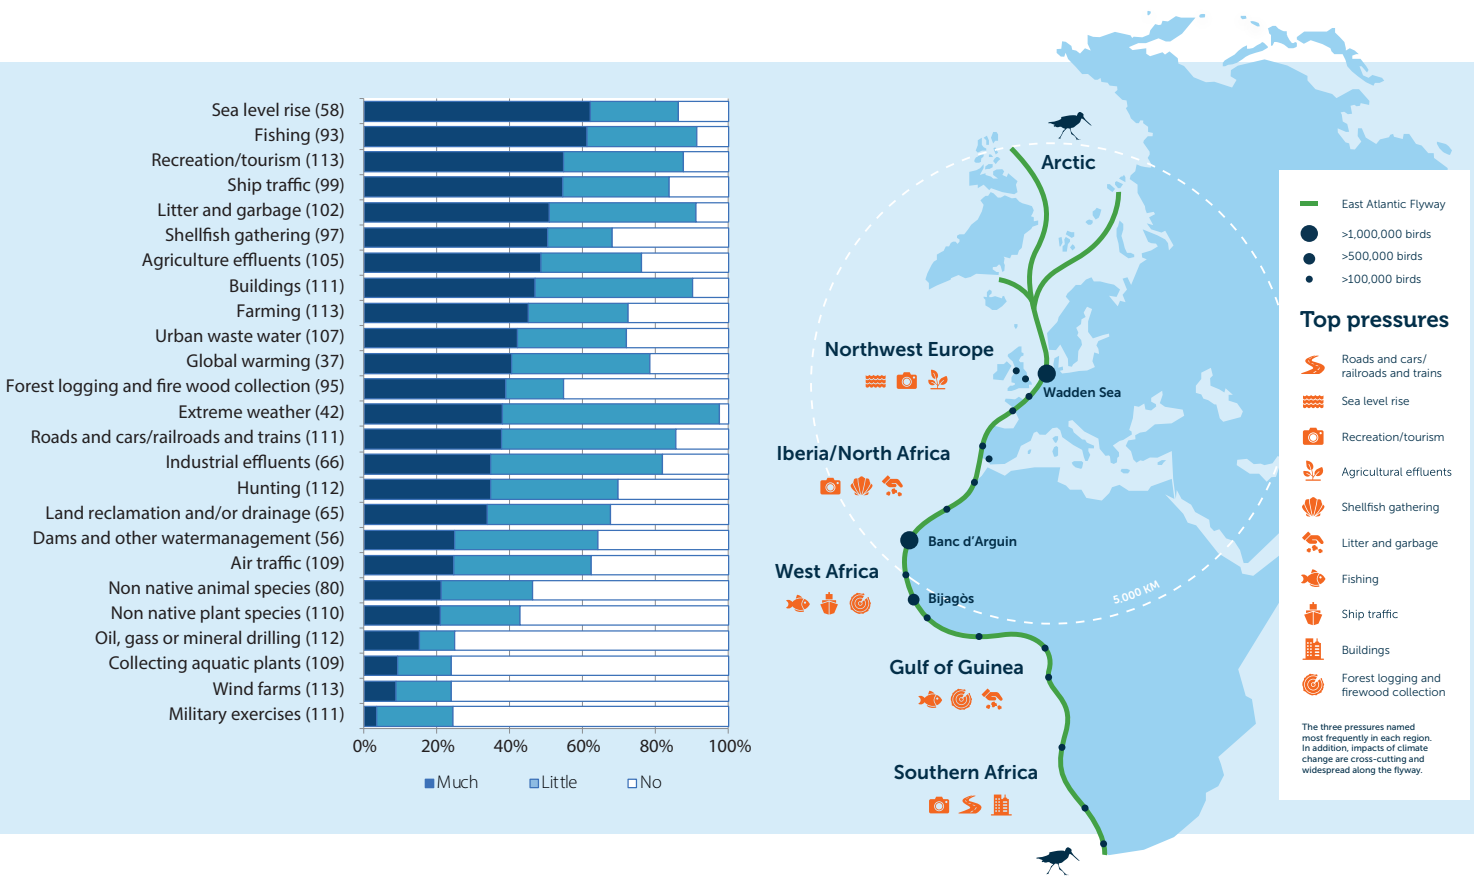 Sea level rise (58)
Fishing (93)
Recreation/tourism (113)
Ship traffic (99)
Litter and garbage (102)
Shellfish gathering (97)
Agriculture effluents (105)
Buildings (111)
Farming (113)
Urban waste water (107)
Global warming (37)
Forest logging and fire wood collection (95)
Extreme weather (42)
Roads and cars/railroads and trains (111)
Industrial effluents (66)
Hunting (112)
Land reclamation and/or drainage (65)
Dams and other watermanagement (56)
Air traffic (109)
Non native animal species (80)
Non native plant species (110)
Oil, gass or mineral drilling (112)
Collecting aquatic plants (109)
Wind farms (113)
Military exercises (111)
0% 20% 40% 60% 80% 100%
Much Little No
Arctic
Northwest Europe
Wadden Sea
Iberia/North Africa
Banc d’Arguin
West Africa
Bijagòs
5.000 KM
Gulf of Guinea
Southern Africa
East Atlantic Flyway
>1,000,000 birds
>500,000 birds
>100,000 birds
Top pressures
Roads and cars/
railroads and trains
Sea level rise
Recreation/tourism
Agricultural effluents
Shellfish gathering
Litter and garbage
Fishing
Ship traffic
Buildings
Forest logging and
firewood collection
The three pressures named
most frequently in each region.
In addition, impacts of climate
change are cross-cutting and
widespread along the flyway.